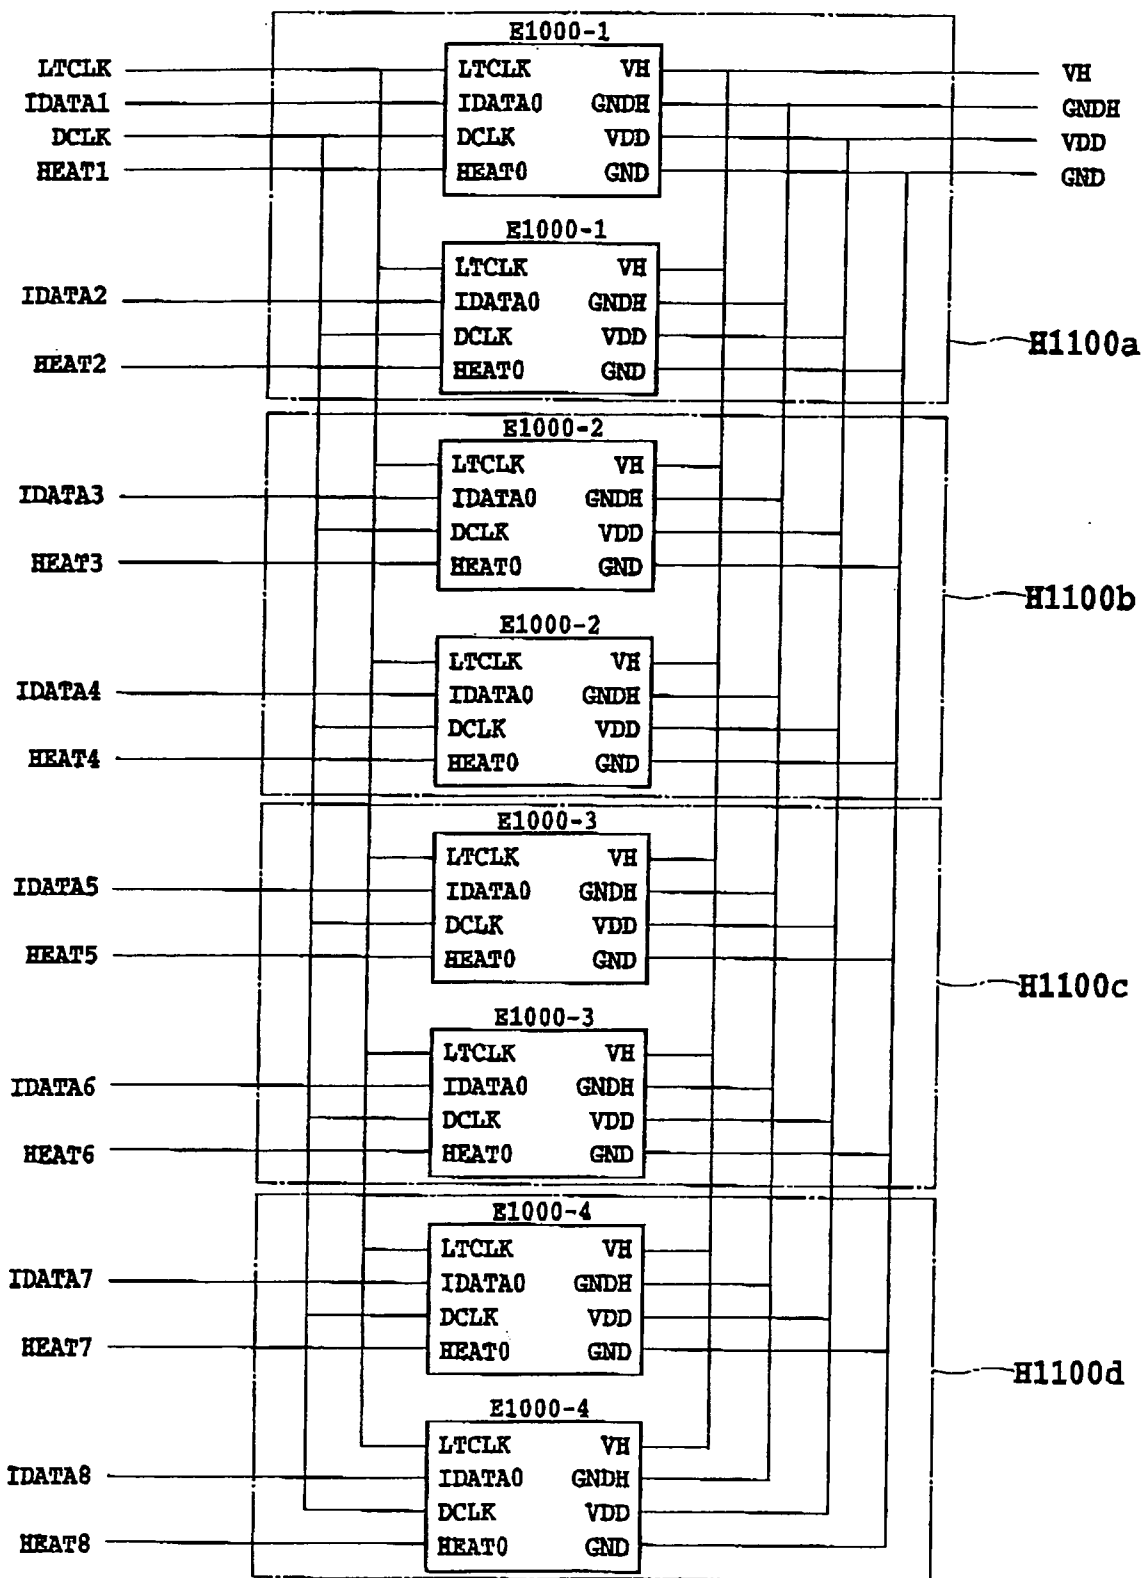 E1000-1
LTCLK LTCLK VH VH
IDATA1 IDATA0 GNDH GNDH
DCLK DCLK VDD VDD
HEAT1 HEAT0 GND GND
E1000-1
LTCLK VH
IDATA2 IDATA0 GNDH
DCLK VDD
H1100a
HEAT2 HEAT0 GND
E1000-2
LTCLK VH
IDATA3 IDATA0 GNDH
DCLK VDD
HEAT3 HEAT0 GND
H1100b
E1000-2
LTCLK VH
IDATA4 IDATA0 GNDH
DCLK VDD
HEAT4 HEAT0 GND
E1000-3
LTCLK VH
IDATA5 IDATA0 GNDH
DCLK VDD
HEAT5 HEAT0 GND
H1100c
E1000-3
LTCLK VH
IDATA6 IDATA0 GNDH
DCLK VDD
HEAT6 HEAT0 GND
E1000-4
LTCLK VH
IDATA7 IDATA0 GNDH
DCLK VDD
HEAT7 HEAT0 GND
H1100d
E1000-4
LTCLK VH
IDATA8 IDATA0 GNDH
DCLK VDD
HEAT8 HEAT0 GND